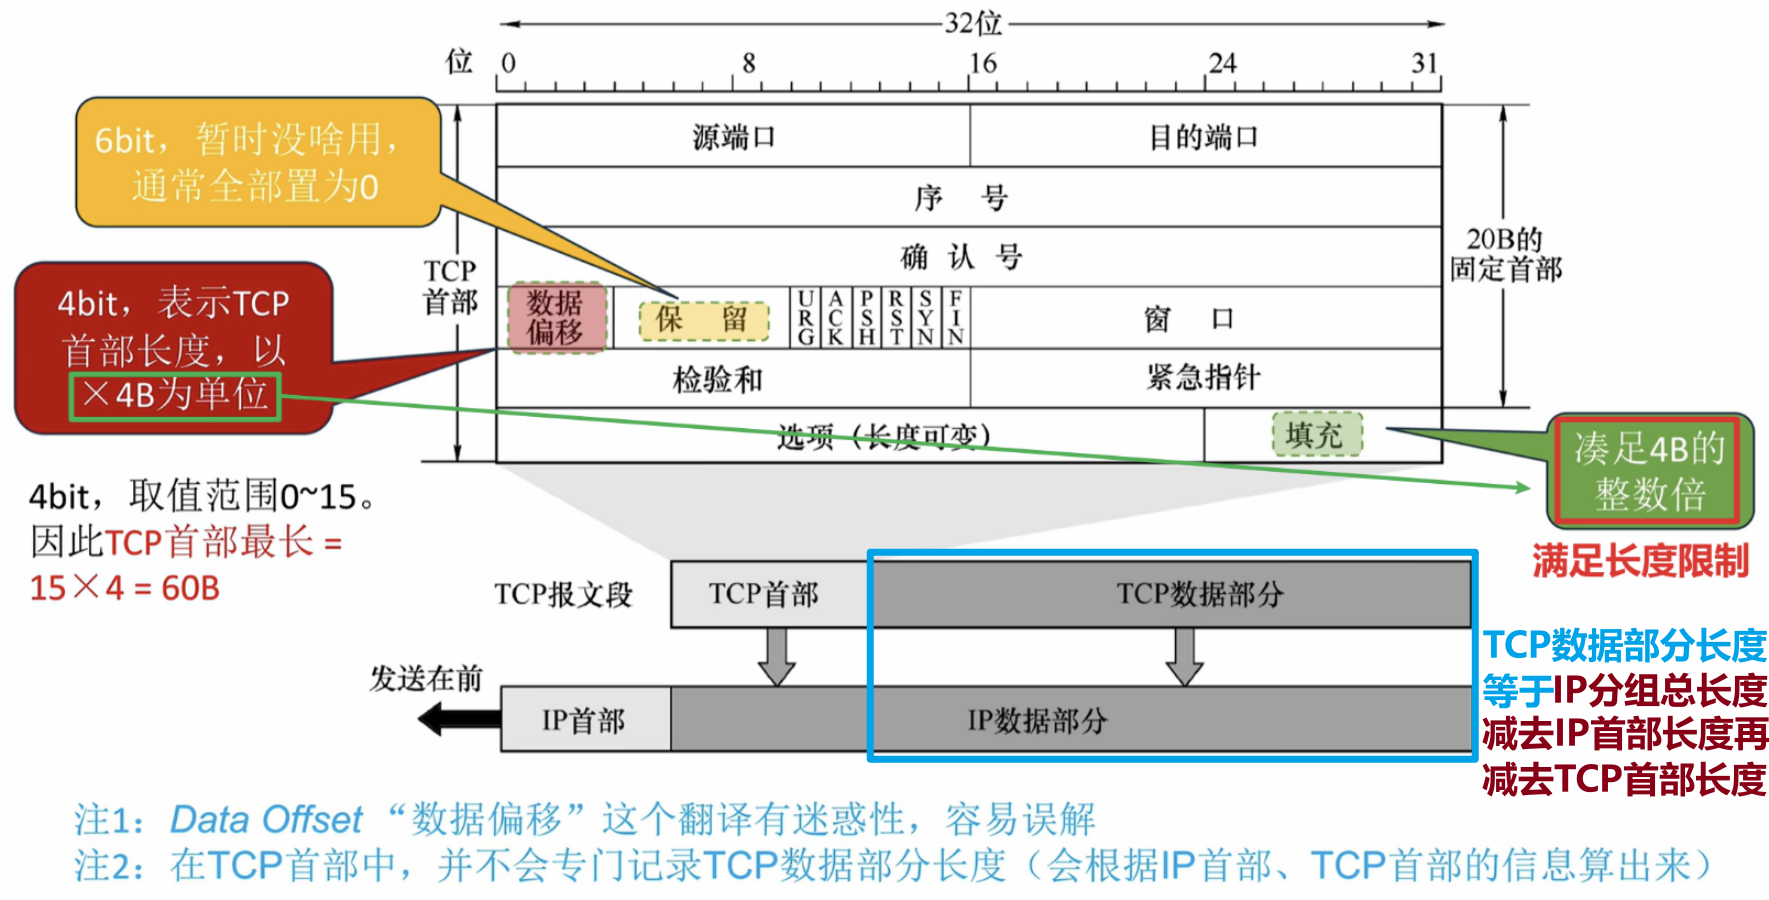 32位
位 0 8 16 24 31
6bit，暂时没啥用，
通常全部置为0
源端口 目的端口
序 号
确 认 号
TCP
首部
20B的
固定首部
4bit，表示TCP
首部长度，以
×4B为单位
数据
偏移
保 留
URG ACK PSH RST SYN FIN
窗 口
检验和 紧急指针
选项（长度可变） 填充
凑足4B的
整数倍
满足长度限制
4bit，取值范围0~15。
因此TCP首部最长 =
15×4 = 60B
TCP报文段 TCP首部 TCP数据部分
发送在前
IP首部 IP数据部分
TCP数据部分长度
等于IP分组总长度
减去IP首部长度再
减去TCP首部长度
注1：Data Offset “数据偏移”这个翻译有迷惑性，容易误解
注2：在TCP首部中，并不会专门记录TCP数据部分长度（会根据IP首部、TCP首部的信息算出来）